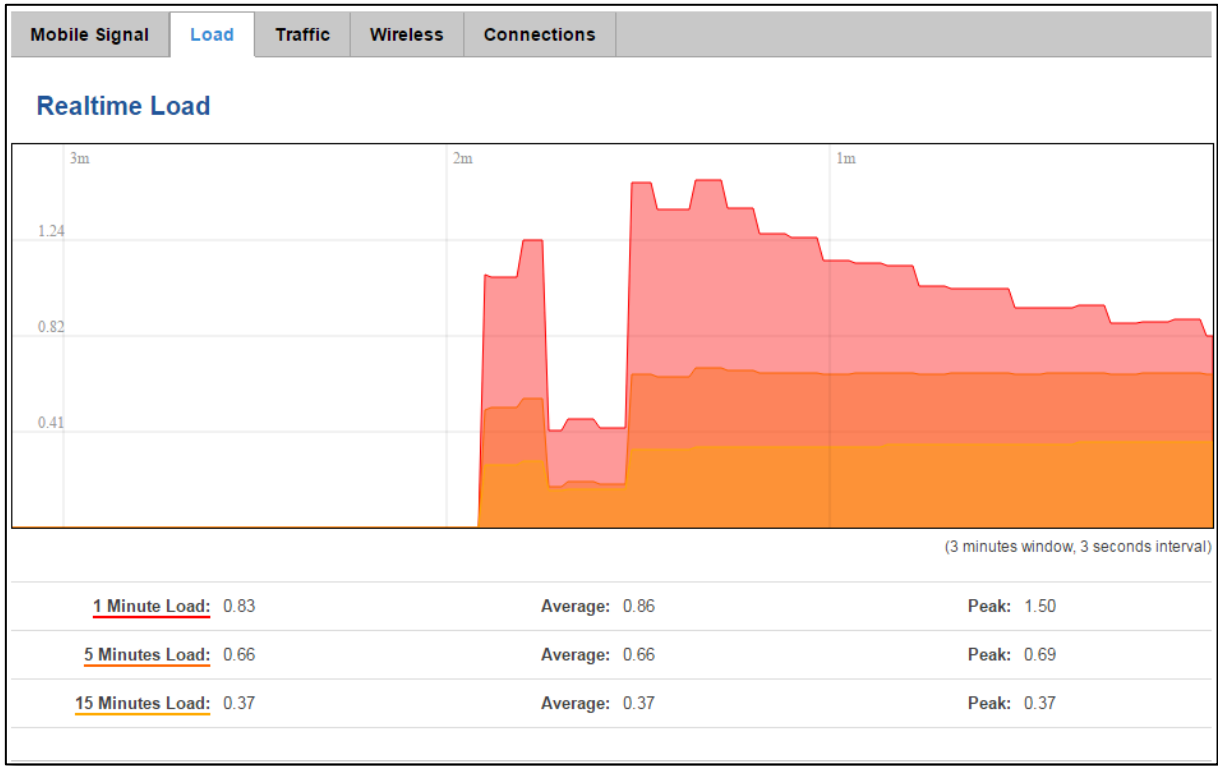 Mobile Signal Load Traffic Wireless Connections
Realtime Load
3m 2m 1m
1.24
0.82
0.41
(3 minutes window, 3 seconds interval)
1 Minute Load: 0.83 Average: 0.86 Peak: 1.50
5 Minutes Load: 0.66 Average: 0.66 Peak: 0.69
15 Minutes Load: 0.37 Average: 0.37 Peak: 0.37